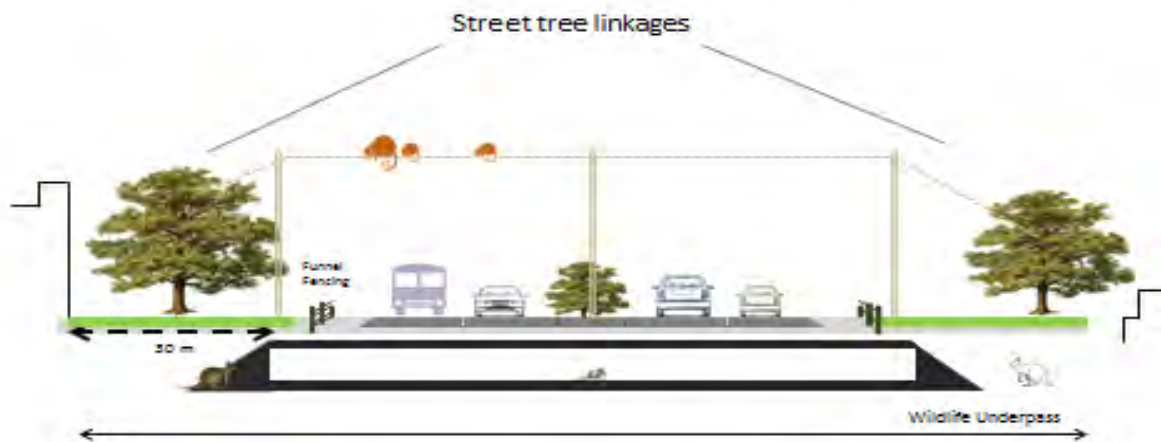 Street tree linkages
Funnel
Fencing
30 m
Wildlife Underpass